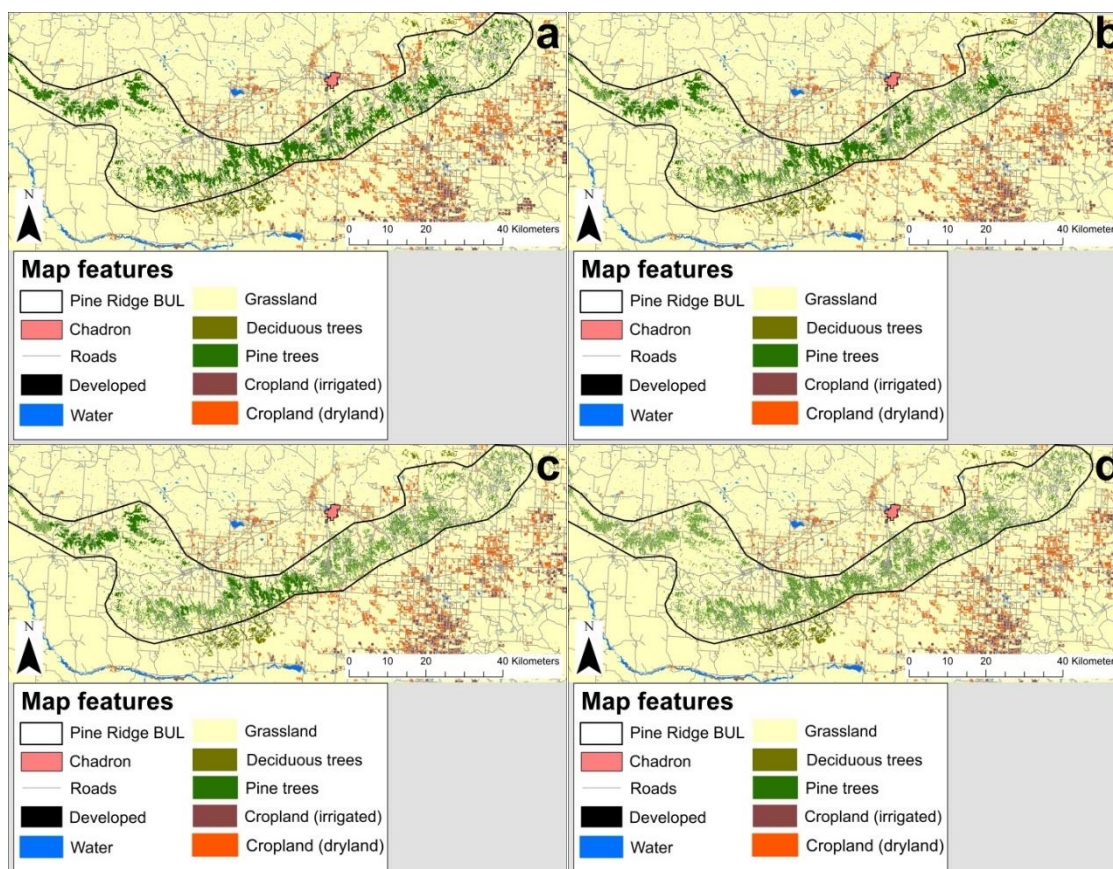 a
N
0 10 20 40 Kilometers
Map features
Pine Ridge BUL
Chadron
Roads
Developed
Water
Grassland
Deciduous trees
Pine trees
Cropland (irrigated)
Cropland (dryland)
b
N
0 10 20 40 Kilometers
Map features
Pine Ridge BUL
Chadron
Roads
Developed
Water
Grassland
Deciduous trees
Pine trees
Cropland (irrigated)
Cropland (dryland)
c
N
0 10 20 40 Kilometers
Map features
Pine Ridge BUL
Chadron
Roads
Developed
Water
Grassland
Deciduous trees
Pine trees
Cropland (irrigated)
Cropland (dryland)
d
N
0 10 20 40 Kilometers
Map features
Pine Ridge BUL
Chadron
Roads
Developed
Water
Grassland
Deciduous trees
Pine trees
Cropland (irrigated)
Cropland (dryland)